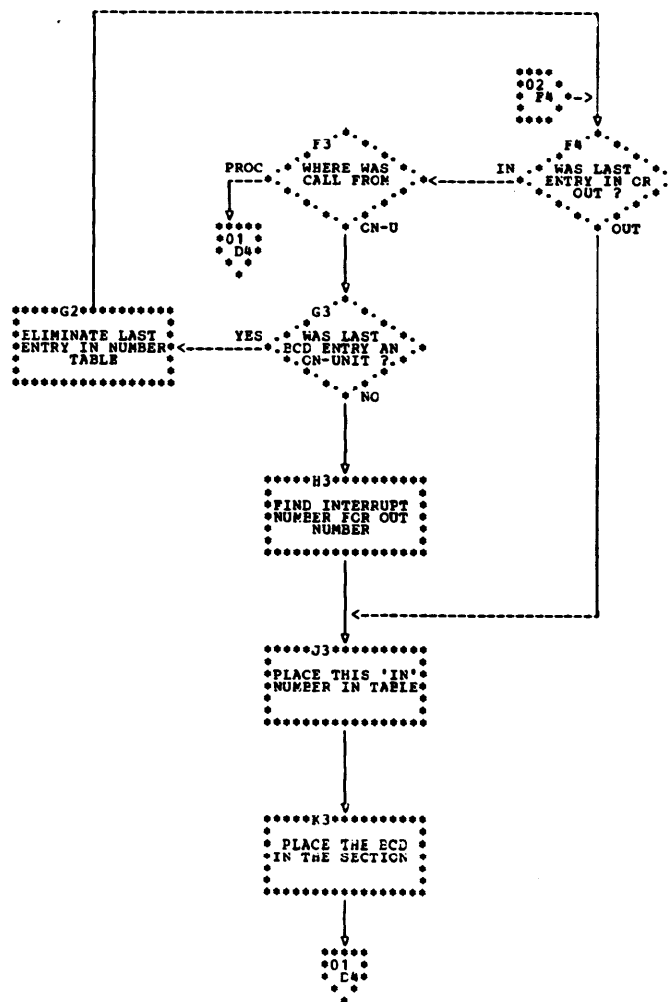 02
F4
F3
F4
PROC
WHERE WAS
CALL FROM
IN
WAS LAST
ENTRY IN CR
OUT ?
01
D4
CN-U
OUT
G2
G3
ELIMINATE LAST
ENTRY IN NUMBER
TABLE
YES
WAS LAST
BCD ENTRY AN
CN-UNIT ?
NO
H3
FIND INTERRUPT
NUMBER FOR OUT
NUMBER
J3
PLACE THIS 'IN'
NUMBER IN TABLE
K3
PLACE THE BCD
IN THE SECTION
01
D4